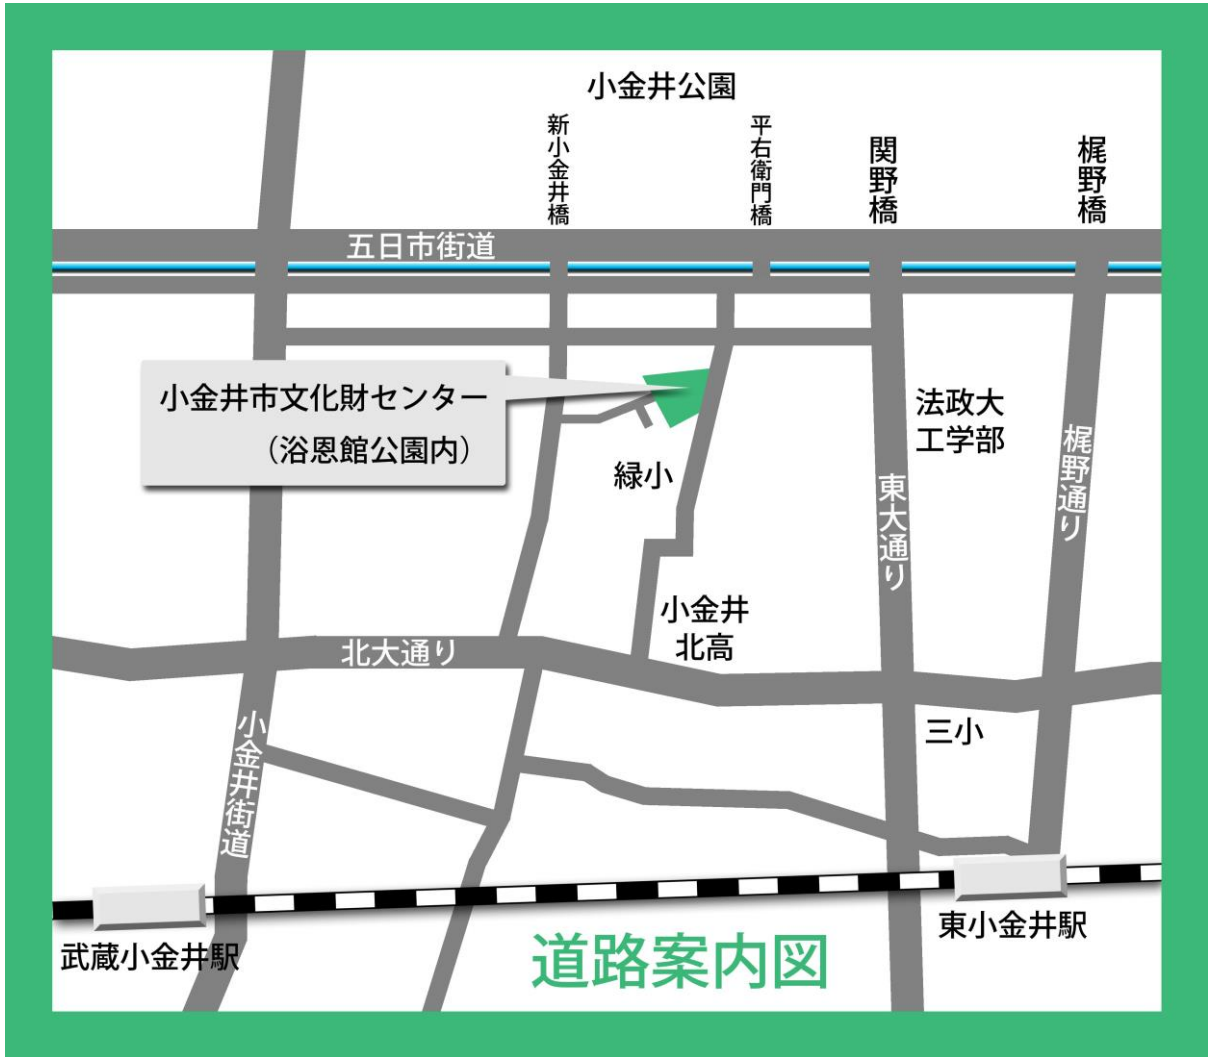 小金井公園
新小金井橋
平右衛門橋
関野橋
梶野橋
五日市街道
小金井市文化財センター
（浴恩館公園内）
法政大
工学部
緑小
梶野通り
東大通り
小金井
北高
北大通り
小金井街道
三小
武蔵小金井駅
東小金井駅
道路案内図